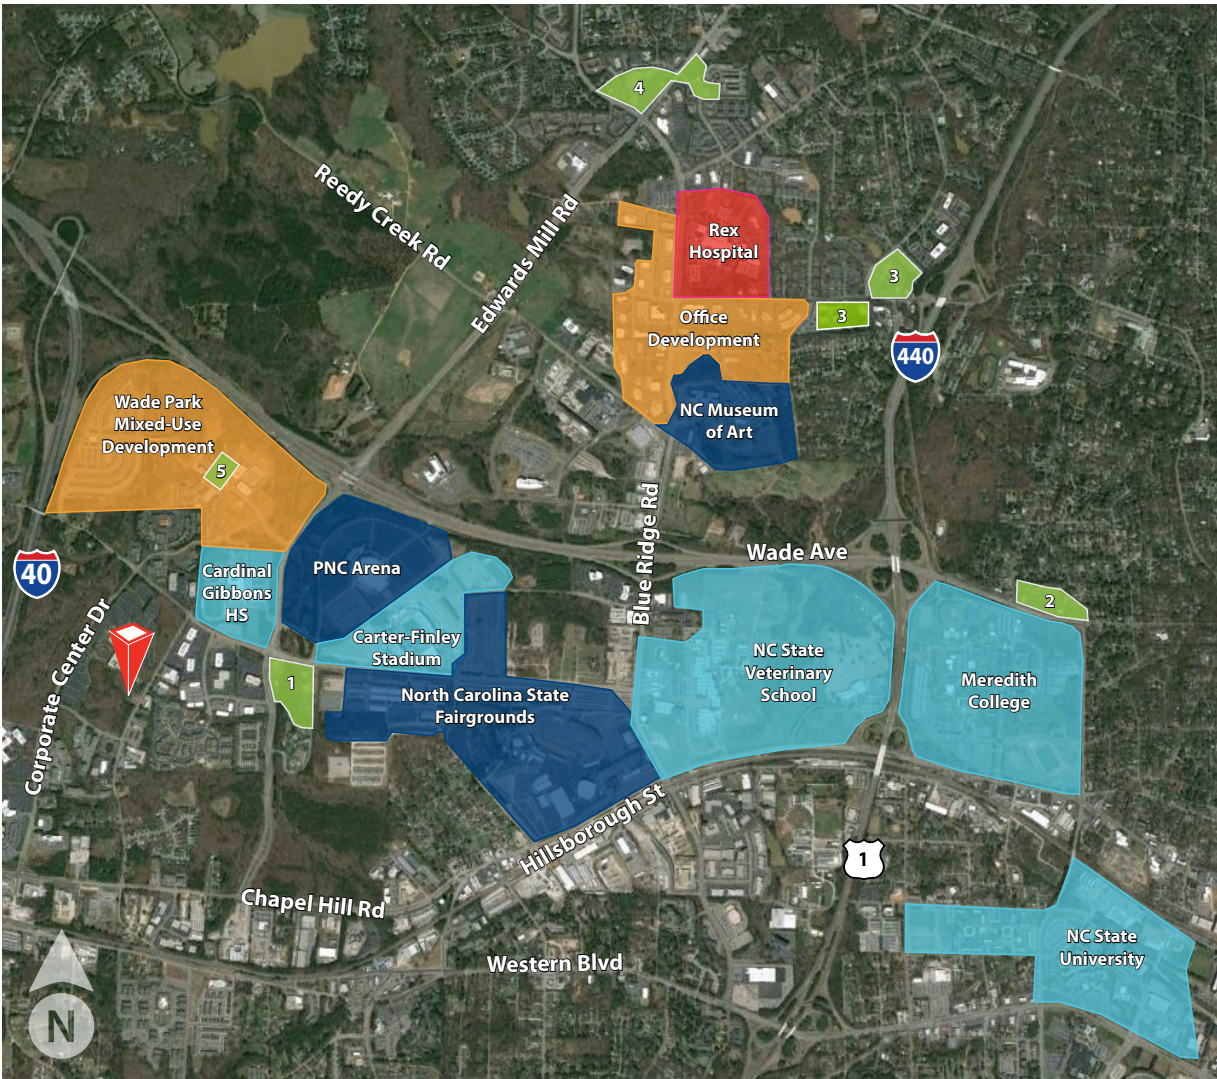 4
Reedy Creek Rd
Edwards Mill Rd
Rex
Hospital
3
3
Office
Development
440
Wade Park
Mixed-Use
Development
NC Museum
of Art
5
Blue Ridge Rd
Wade Ave
40
Cardinal
Gibbons
HS
PNC Arena
2
Corporate Center Dr
Carter-Finley
Stadium
NC State
Veterinary
School
1
Meredith
College
North Carolina State
Fairgrounds
Hillsborough St
1
Chapel Hill Rd
Western Blvd
NC State
University
N